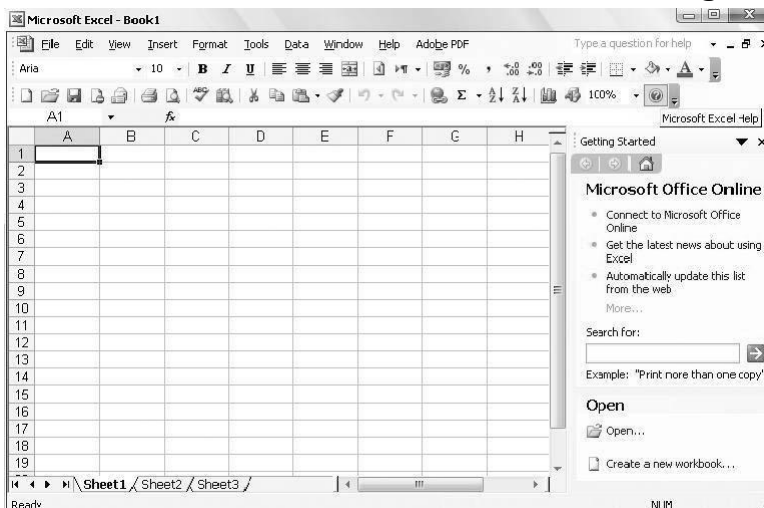 Microsoft Excel - Book1
File Edit View Insert Format Tools Data Window Help Adobe PDF Type a question for help
Aria 10 B I U % ,
Σ 100%
A1 fx Microsoft Excel Help
A B C D E F G H Getting Started
1
2
3 Microsoft Office Online
4
5 Connect to Microsoft Office
Online
6 Get the latest news about using
7 Excel
8 Automatically update this list
9 from the web
10 More...
11
12 Search for:
13
14 Example: "Print more than one copy"
15
16 Open
17 Open...
18
19 Create a new workbook...
Sheet1 / Sheet2 / Sheet3 /
Ready NUM